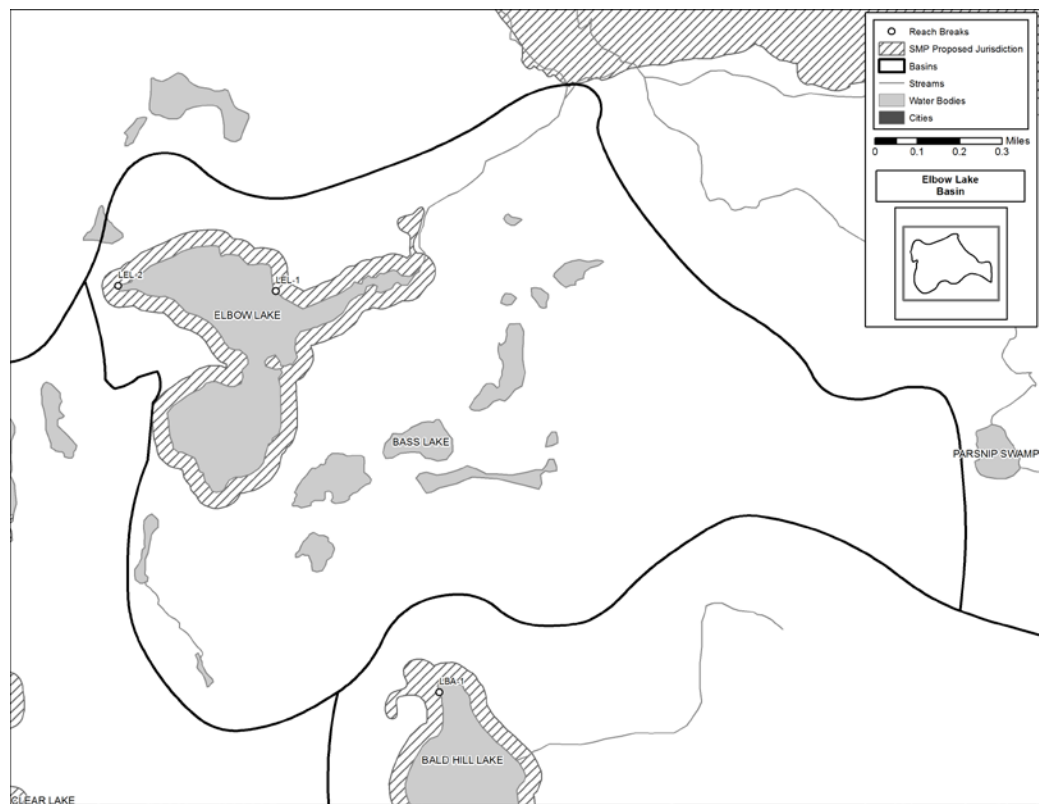 Reach Breaks
SMP Proposed Jurisdiction
Basins
Streams
Water Bodies
Cities
Miles
0 0.1 0.2 0.3
Elbow Lake
Basin
LEL-2
LEL-1
ELBOW LAKE
BASS LAKE
PARSNIP SWAMP
LBA-1
BALD HILL LAKE
CLEAR LAKE